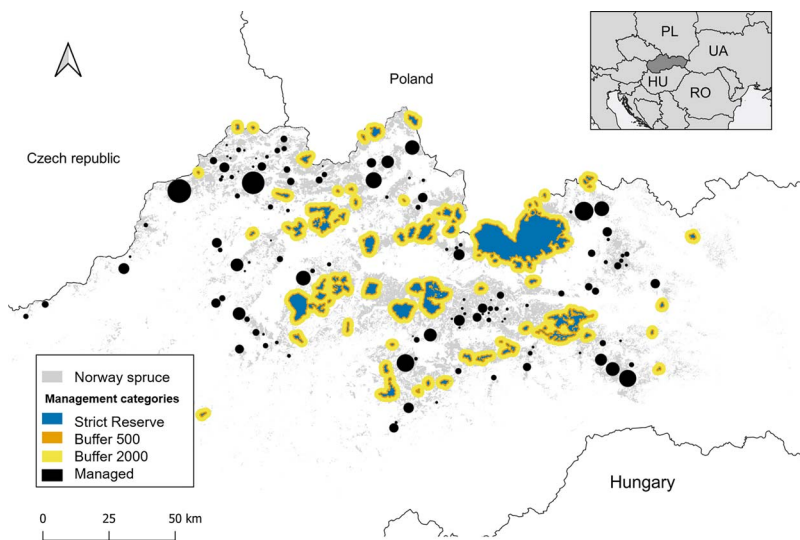 PL
UA
HU
RO
Poland
Czech republic
Norway spruce
Management categories
Strict Reserve
Buffer 500
Buffer 2000
Managed
Hungary
0 25 50 km